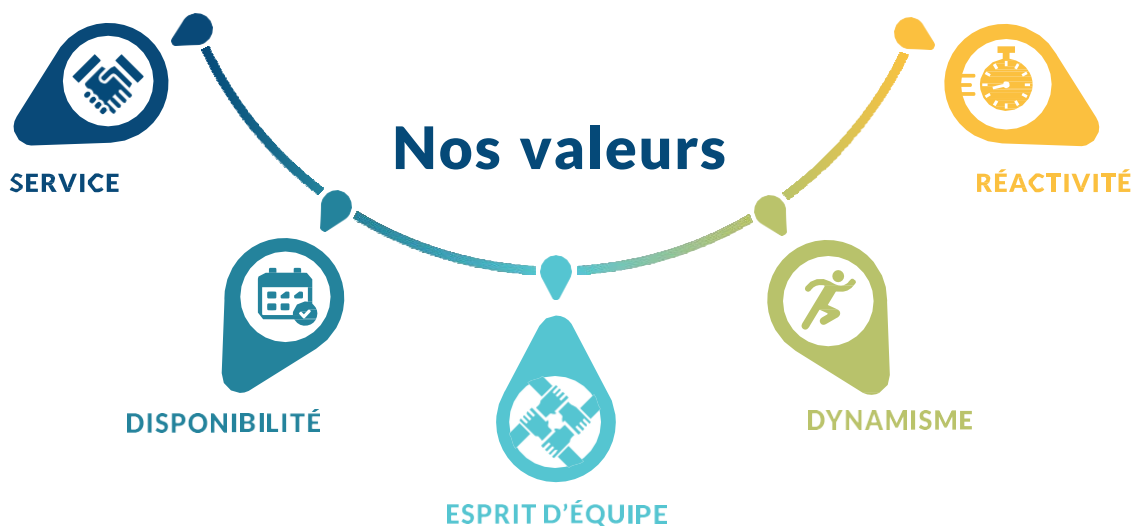 Nos valeurs
SERVICE
DISPONIBILITÉ
ESPRIT D'ÉQUIPE
DYNAMISME
RÉACTIVITÉ